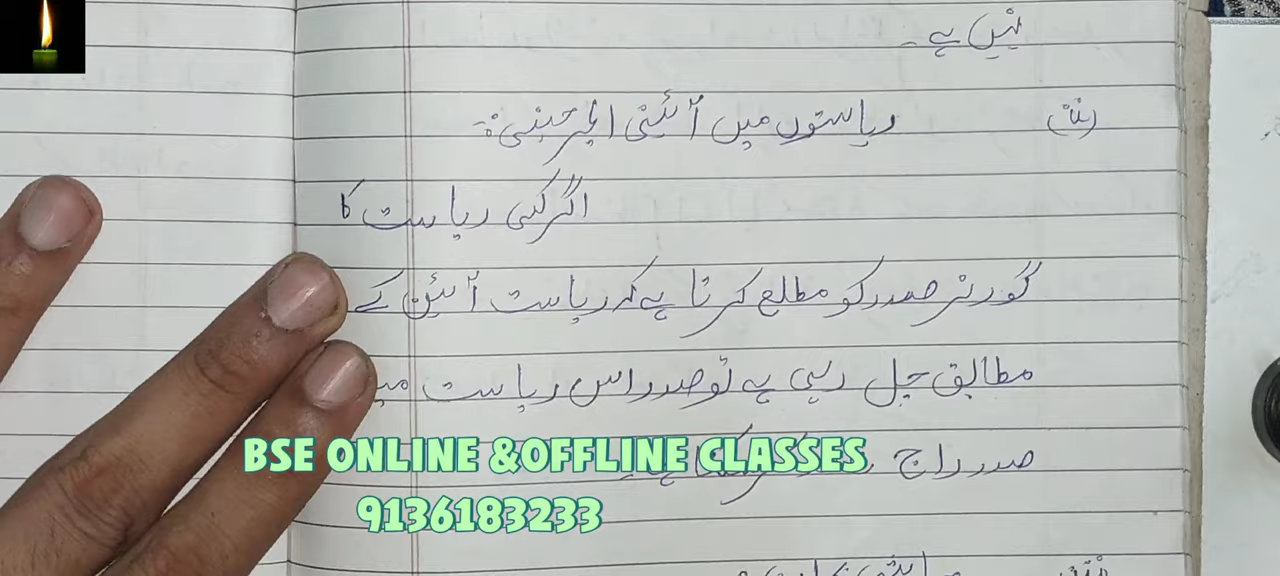 نہیں ہے۔
ریاستوں میں آئینی ایمرجنسی:-
اگر کسی ریاست کا
گورنر صدر کو مطلع کرتا ہے کہ ریاست آئین کے
مطابق چل رہی ہے تو صدر اس ریاست میں
صدر راج
BSE ONLINE &OFFLINE CLASSES
9136183233